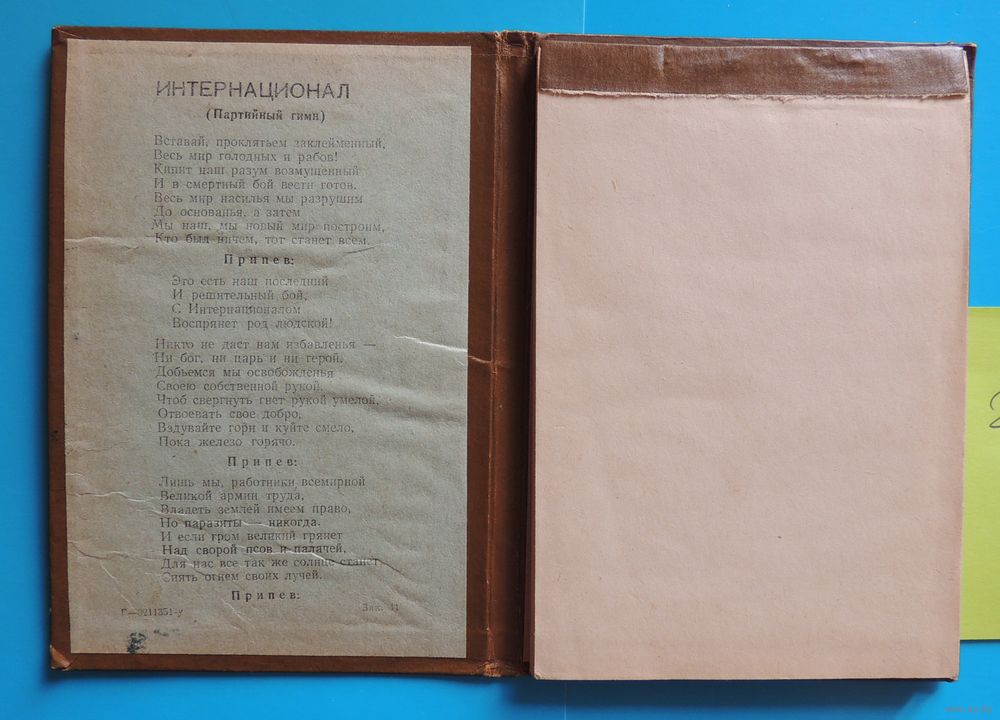 ИНТЕРНАЦИОНАЛ
(Партийный гимн)
Вставай, проклятьем заклейменный,
Весь мир голодных и рабов!
Кипит наш разум возмущенный
И в смертный бой вести готов.
Весь мир насилья мы разрушим
До основанья, а затем
Мы наш, мы новый мир построим,
Кто был ничем, тот станет всем.
Припев:
Это есть наш последний
И решительный бой,
С Интернационалом
Воспрянет род людской!
Никто не даст нам избавленья —
Ни бог, ни царь и ни герой.
Добьемся мы освобожденья
Своею собственной рукой.
Чтоб свергнуть гнет рукой умелой,
Отвоевать свое добро,
Вздувайте горн и куйте смело,
Пока железо горячо.
Припев:
Лишь мы, работники всемирной
Великой армии труда,
Владеть землей имеем право,
Но паразиты — никогда.
И если гром великий грянет
Над сворой псов и палачей,
Для нас все так же солнце станет
Сиять огнем своих лучей.
Припев:
Г—0211351-у Зак. 11